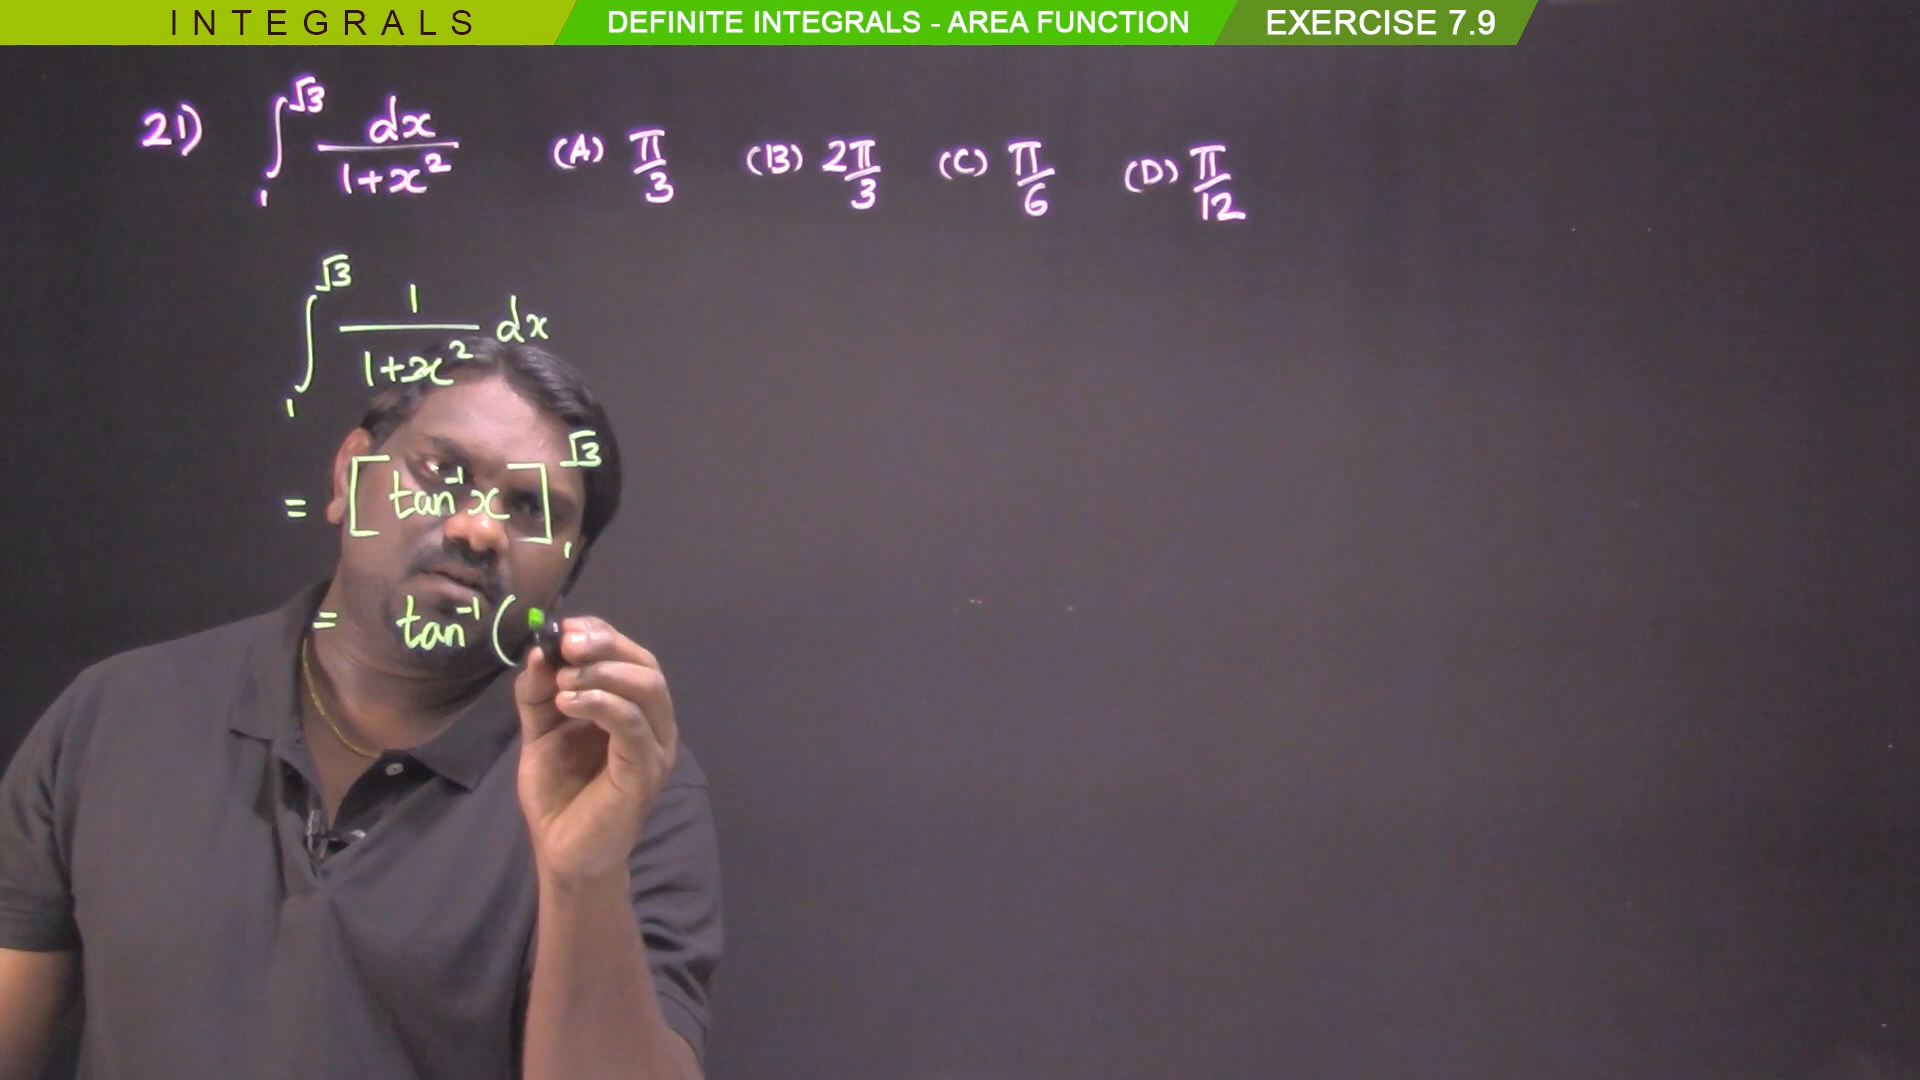 INTEGRALS DEFINITE INTEGRALS - AREA FUNCTION EXERCISE 7.9
21) ∫₁^√3 dx/(1+x²) (A) π/3 (B) 2π/3 (C) π/6 (D) π/12
∫₁^√3 1/(1+x²) dx
= [tan⁻¹x]₁^√3
= tan⁻¹(